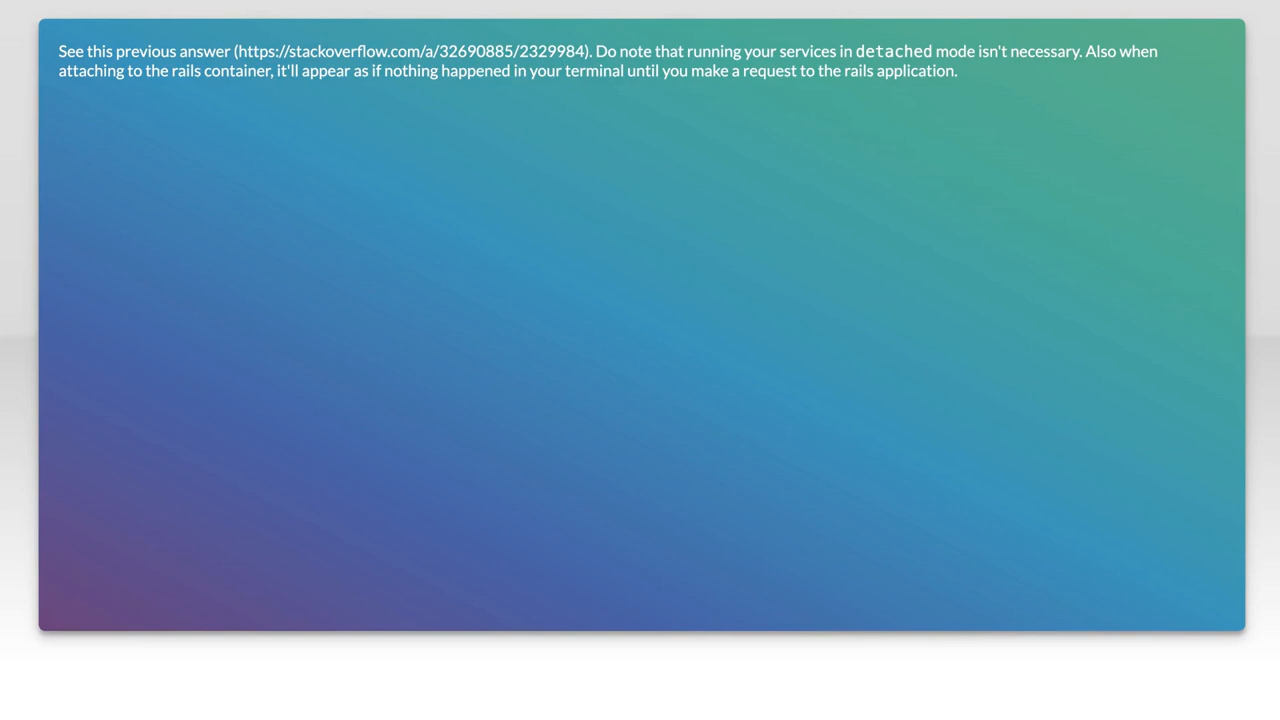 See this previous answer (https://stackoverflow.com/a/32690885/2329984). Do note that running your services in detached mode isn't necessary. Also when
attaching to the rails container, it'll appear as if nothing happened in your terminal until you make a request to the rails application.